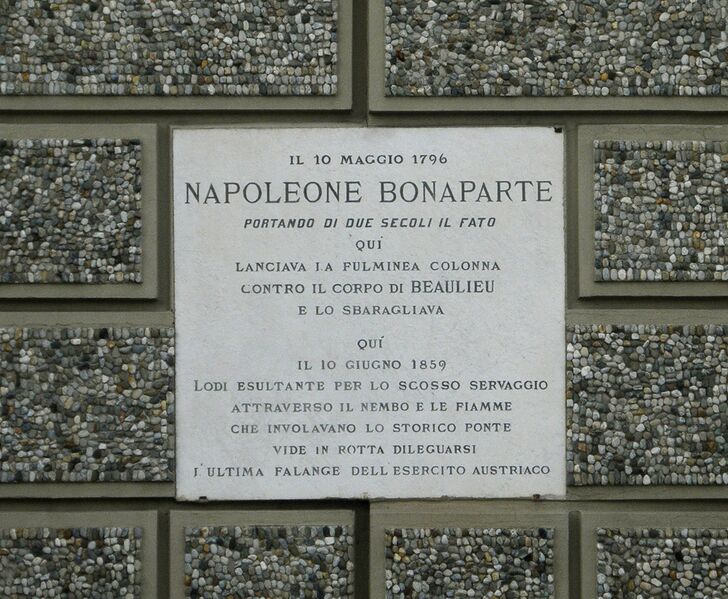 IL 10 MAGGIO 1796
NAPOLEONE BONAPARTE
PORTANDO DI DUE SECOLI IL FATO
QUÍ
LANCIAVA LA FULMINEA COLONNA
CONTRO IL CORPO DI BEAULIEU
E LO SBARAGLIAVA
QUÍ
IL 10 GIUGNO 1859
LODI ESULTANTE PER LO SCOSSO SERVAGGIO
ATTRAVERSO IL NEMBO E LE FIAMME
CHE INVOLAVANO LO STORICO PONTE
VIDE IN ROTTA DILEGUARSI
L'ULTIMA FALANGE DELL'ESERCITO AUSTRIACO